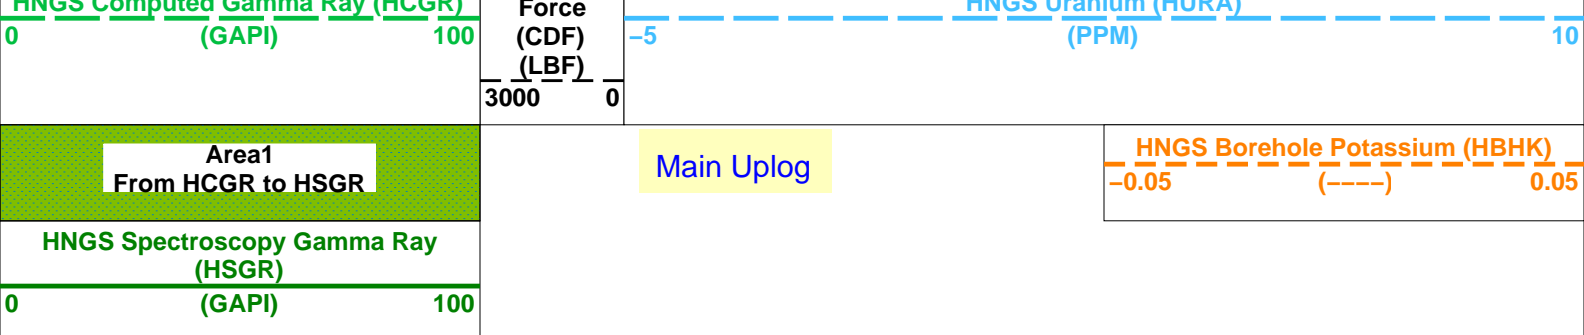 HNGS Computed Gamma Ray (HCGR)
0 (GAPI) 100
Force
(CDF)
(LBF)
3000 0
HNGS Uranium (HURA)
−5 (PPM) 10
Area1
From HCGR to HSGR
Main Uplog
HNGS Borehole Potassium (HBHK)
−0.05 (−−−−) 0.05
HNGS Spectroscopy Gamma Ray
(HSGR)
0 (GAPI) 100